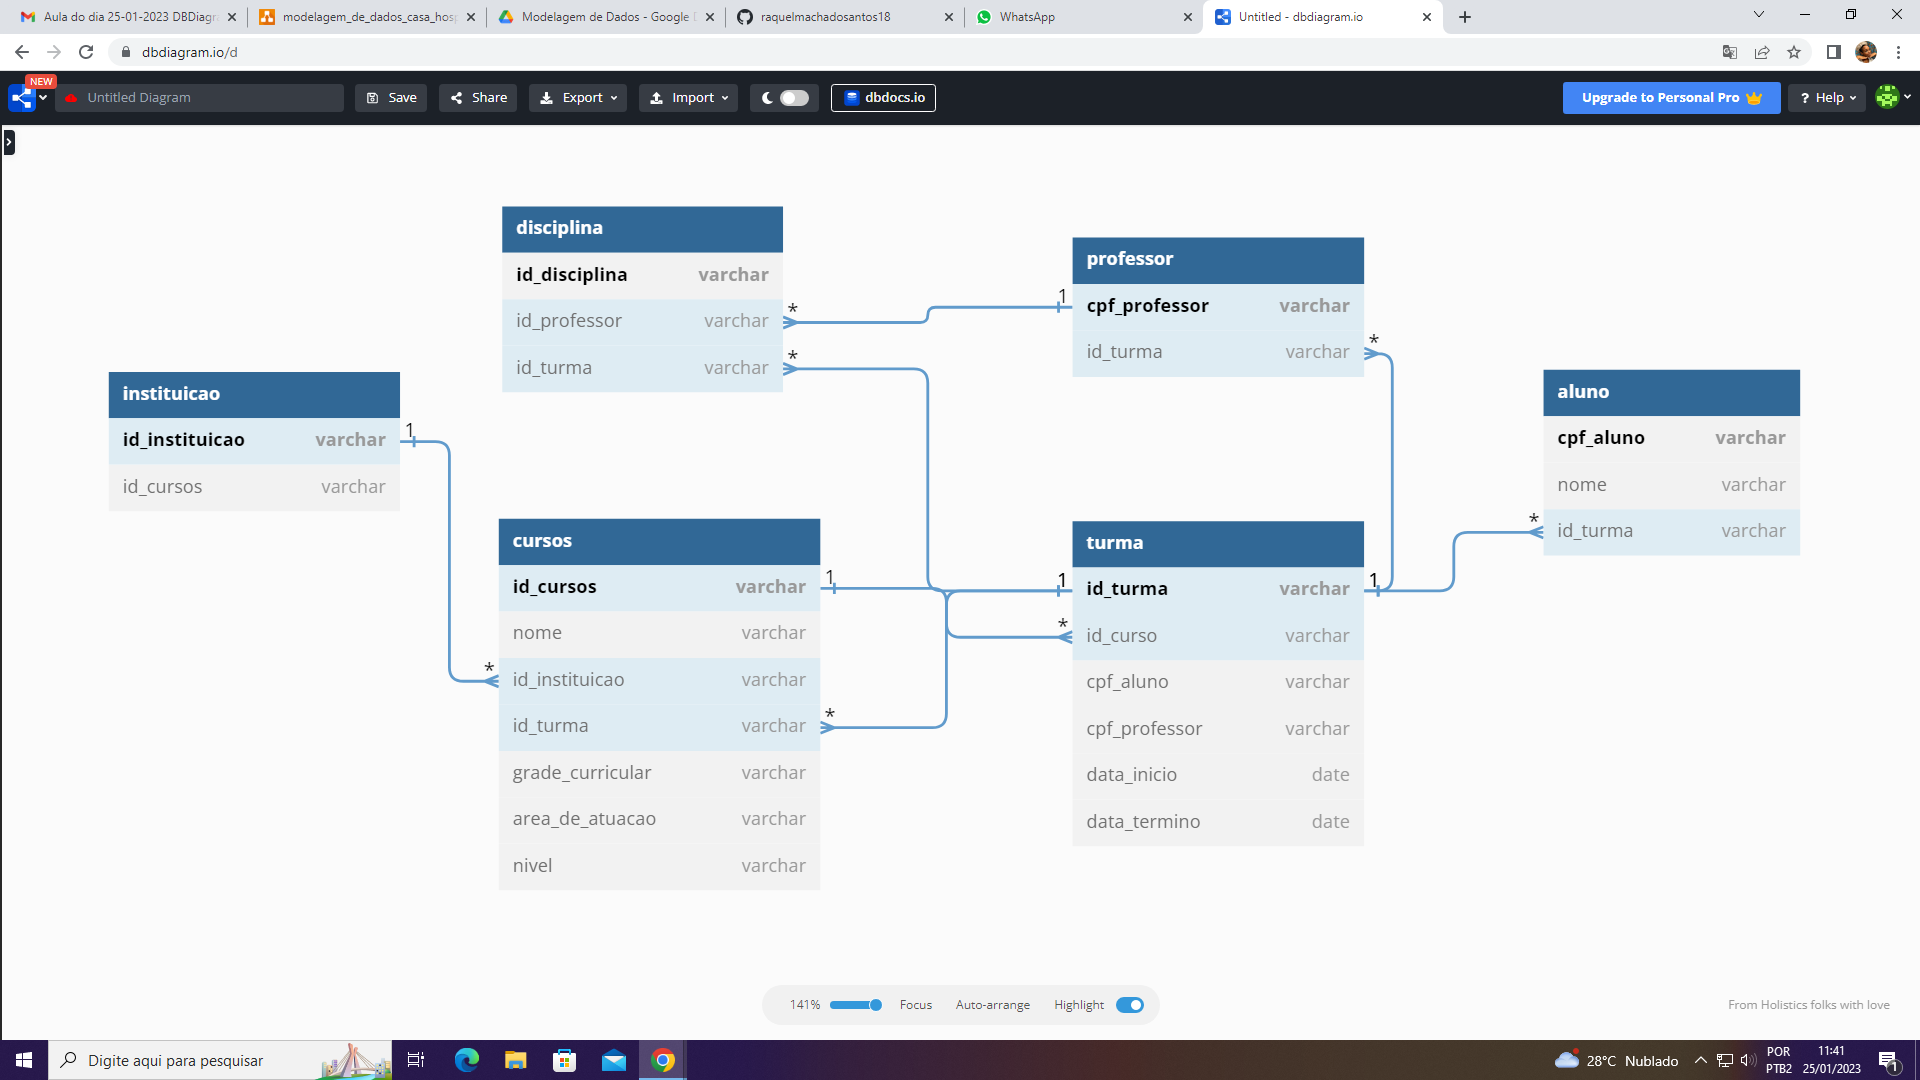 Aula do dia 25-01-2023 DBDiagr
modelagem_de_dados_casa_hosp
Modelagem de Dados - Google D
raquelmachadosantos18
WhatsApp
Untitled - dbdiagram.io
dbdiagram.io/d
NEW
Untitled Diagram
Save
Share
Export
Import
dbdocs.io
Upgrade to Personal Pro
? Help
disciplina
id_disciplina varchar
id_professor varchar
id_turma varchar
professor
cpf_professor varchar
id_turma varchar
instituicao
id_instituicao varchar
id_cursos varchar
aluno
cpf_aluno varchar
nome varchar
id_turma varchar
cursos
id_cursos varchar
nome varchar
id_instituicao varchar
id_turma varchar
grade_curricular varchar
area_de_atuacao varchar
nivel varchar
turma
id_turma varchar
id_curso varchar
cpf_aluno varchar
cpf_professor varchar
data_inicio date
data_termino date
*
1
*
*
1
*
1
1
1
*
*
*
1
141%
Focus
Auto-arrange
Highlight
From Holistics folks with love
Digite aqui para pesquisar
28°C Nublado
POR
PTB2
11:41
25/01/2023
1